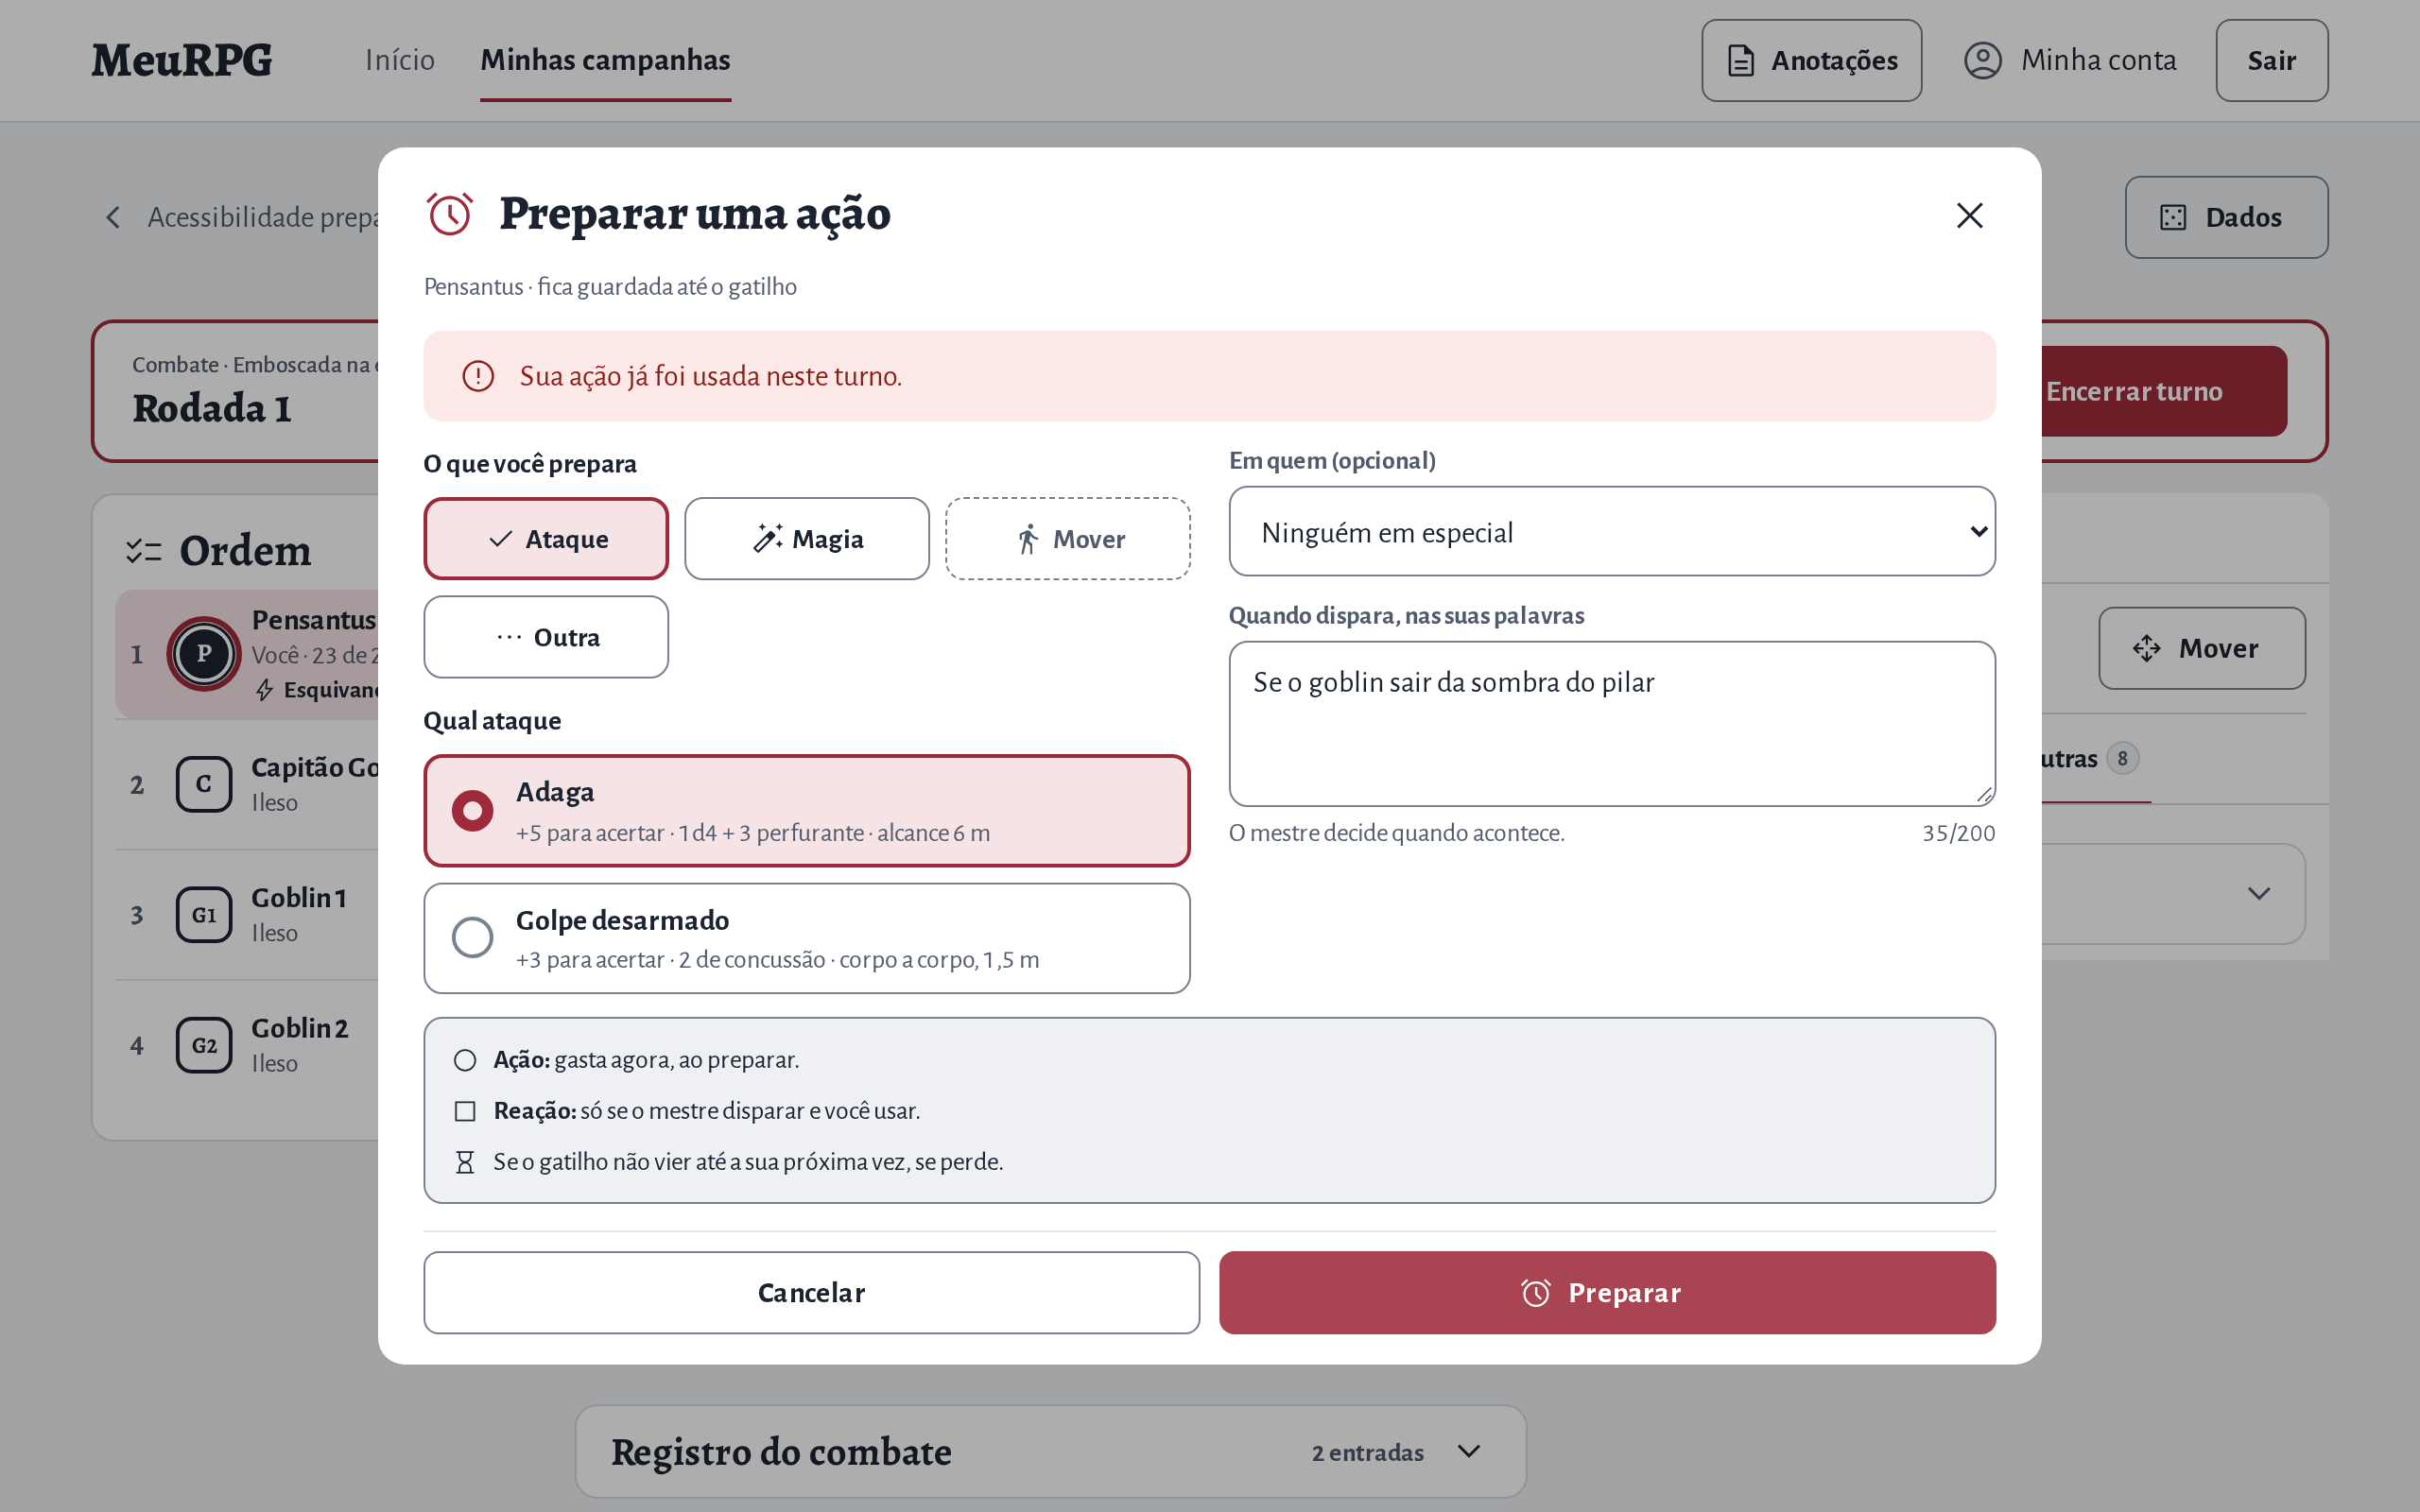 MeuRPG
Início
Minhas campanhas
Anotações
Minha conta
Sair
Acessibilidade
Dados
Combate · Emboscada na
Rodada 1
Encerrar turno
Ordem
1
P
Pensantus
Você · 23 de
2
C
Capitão
Ileso
3
G1
Goblin 1
Ileso
4
G2
Goblin 2
Ileso
Mover
8
Preparar uma ação
Pensantus · fica guardada até o gatilho
Sua ação já foi usada neste turno.
O que você prepara
Ataque
Magia
Mover
Outra
Qual ataque
Adaga
+5 para acertar · 1d4 + 3 perfurante · alcance 6 m
Golpe desarmado
+3 para acertar · 2 de concussão · corpo a corpo, 1,5 m
Em quem (opcional)
Ninguém em especial
Quando dispara, nas suas palavras
Se o goblin sair da sombra do pilar
O mestre decide quando acontece.
35/200
Ação: gasta agora, ao preparar.
Reação: só se o mestre disparar e você usar.
Se o gatilho não vier até a sua próxima vez, se perde.
Cancelar
Preparar
Registro do combate
2 entradas